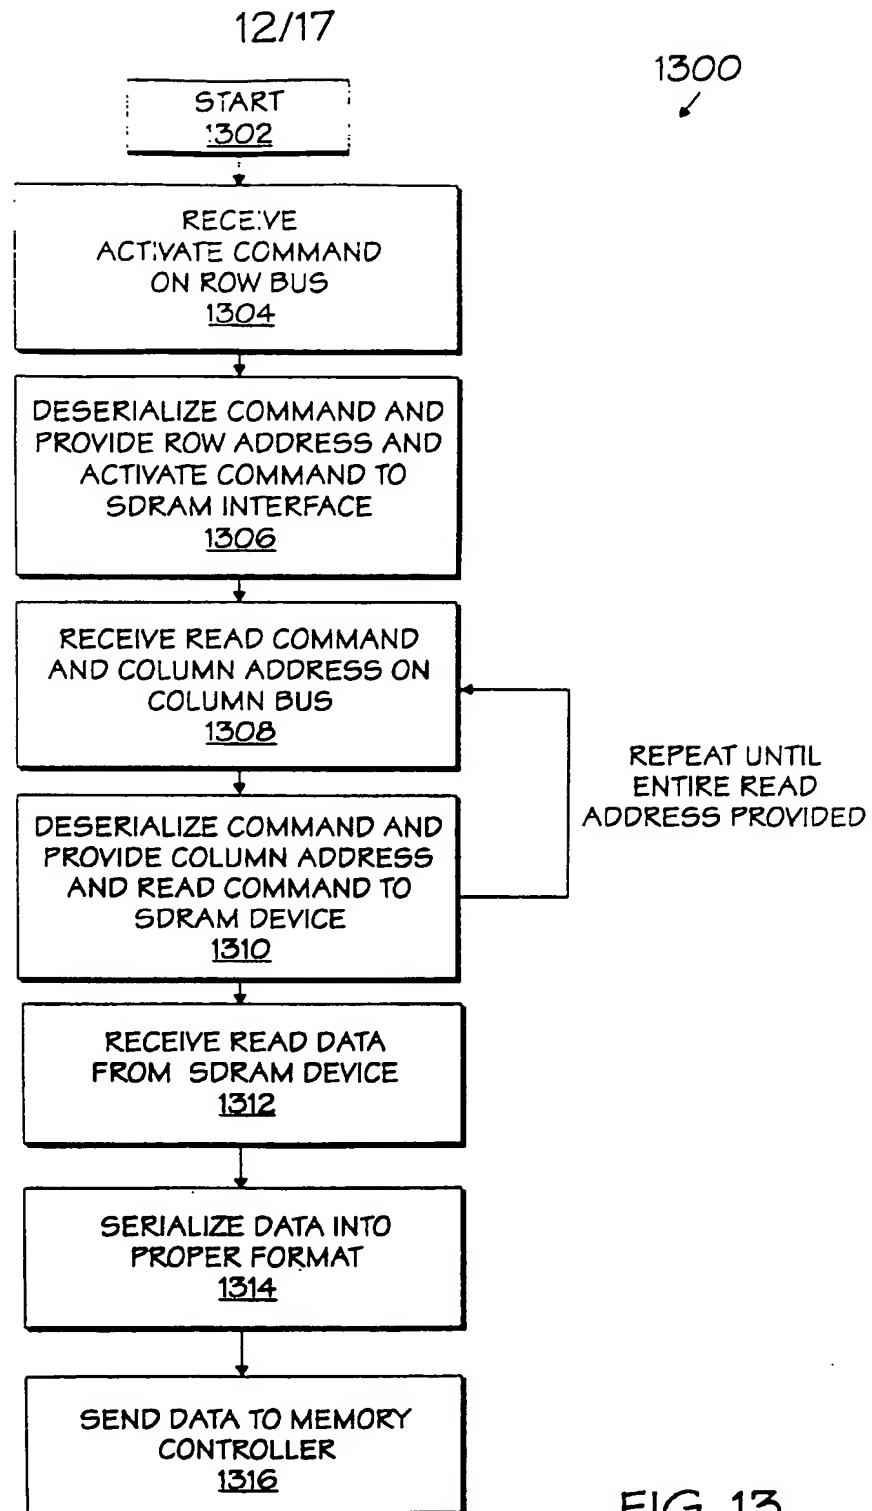 12/17
1300
START
1302
RECEIVE
ACTIVATE COMMAND
ON ROW BUS
1304
DESERIALIZE COMMAND AND
PROVIDE ROW ADDRESS AND
ACTIVATE COMMAND TO
SDRAM INTERFACE
1306
RECEIVE READ COMMAND
AND COLUMN ADDRESS ON
COLUMN BUS
1308
REPEAT UNTIL
ENTIRE READ
ADDRESS PROVIDED
DESERIALIZE COMMAND AND
PROVIDE COLUMN ADDRESS
AND READ COMMAND TO
SDRAM DEVICE
1310
RECEIVE READ DATA
FROM SDRAM DEVICE
1312
SERIALIZE DATA INTO
PROPER FORMAT
1314
SEND DATA TO MEMORY
CONTROLLER
1316
FIG. 13